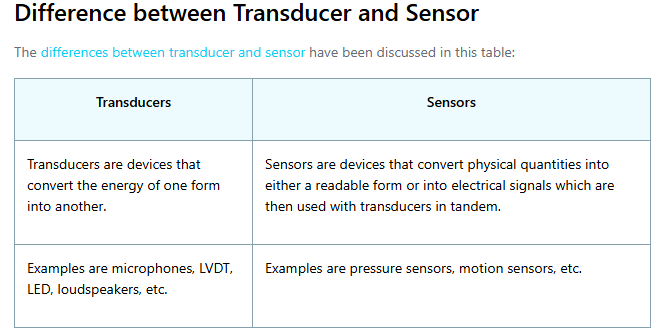 Difference between Transducer and Sensor
The differences between transducer and sensor have been discussed in this table:
Transducers
Sensors
Transducers are devices that
convert the energy of one form
into another.
Sensors are devices that convert physical quantities into
either a readable form or into electrical signals which are
then used with transducers in tandem.
Examples are microphones, LVDT,
LED, loudspeakers, etc.
Examples are pressure sensors, motion sensors, etc.